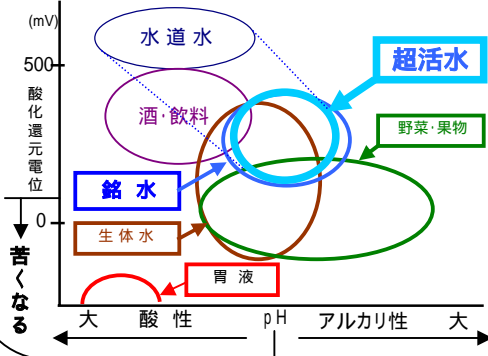 (mV)
水道水
500
超活水
酸化還元電位
酒・飲料
野菜・果物
銘水
0
生体水
苦くなる
胃液
大 酸性 pH アルカリ性 大